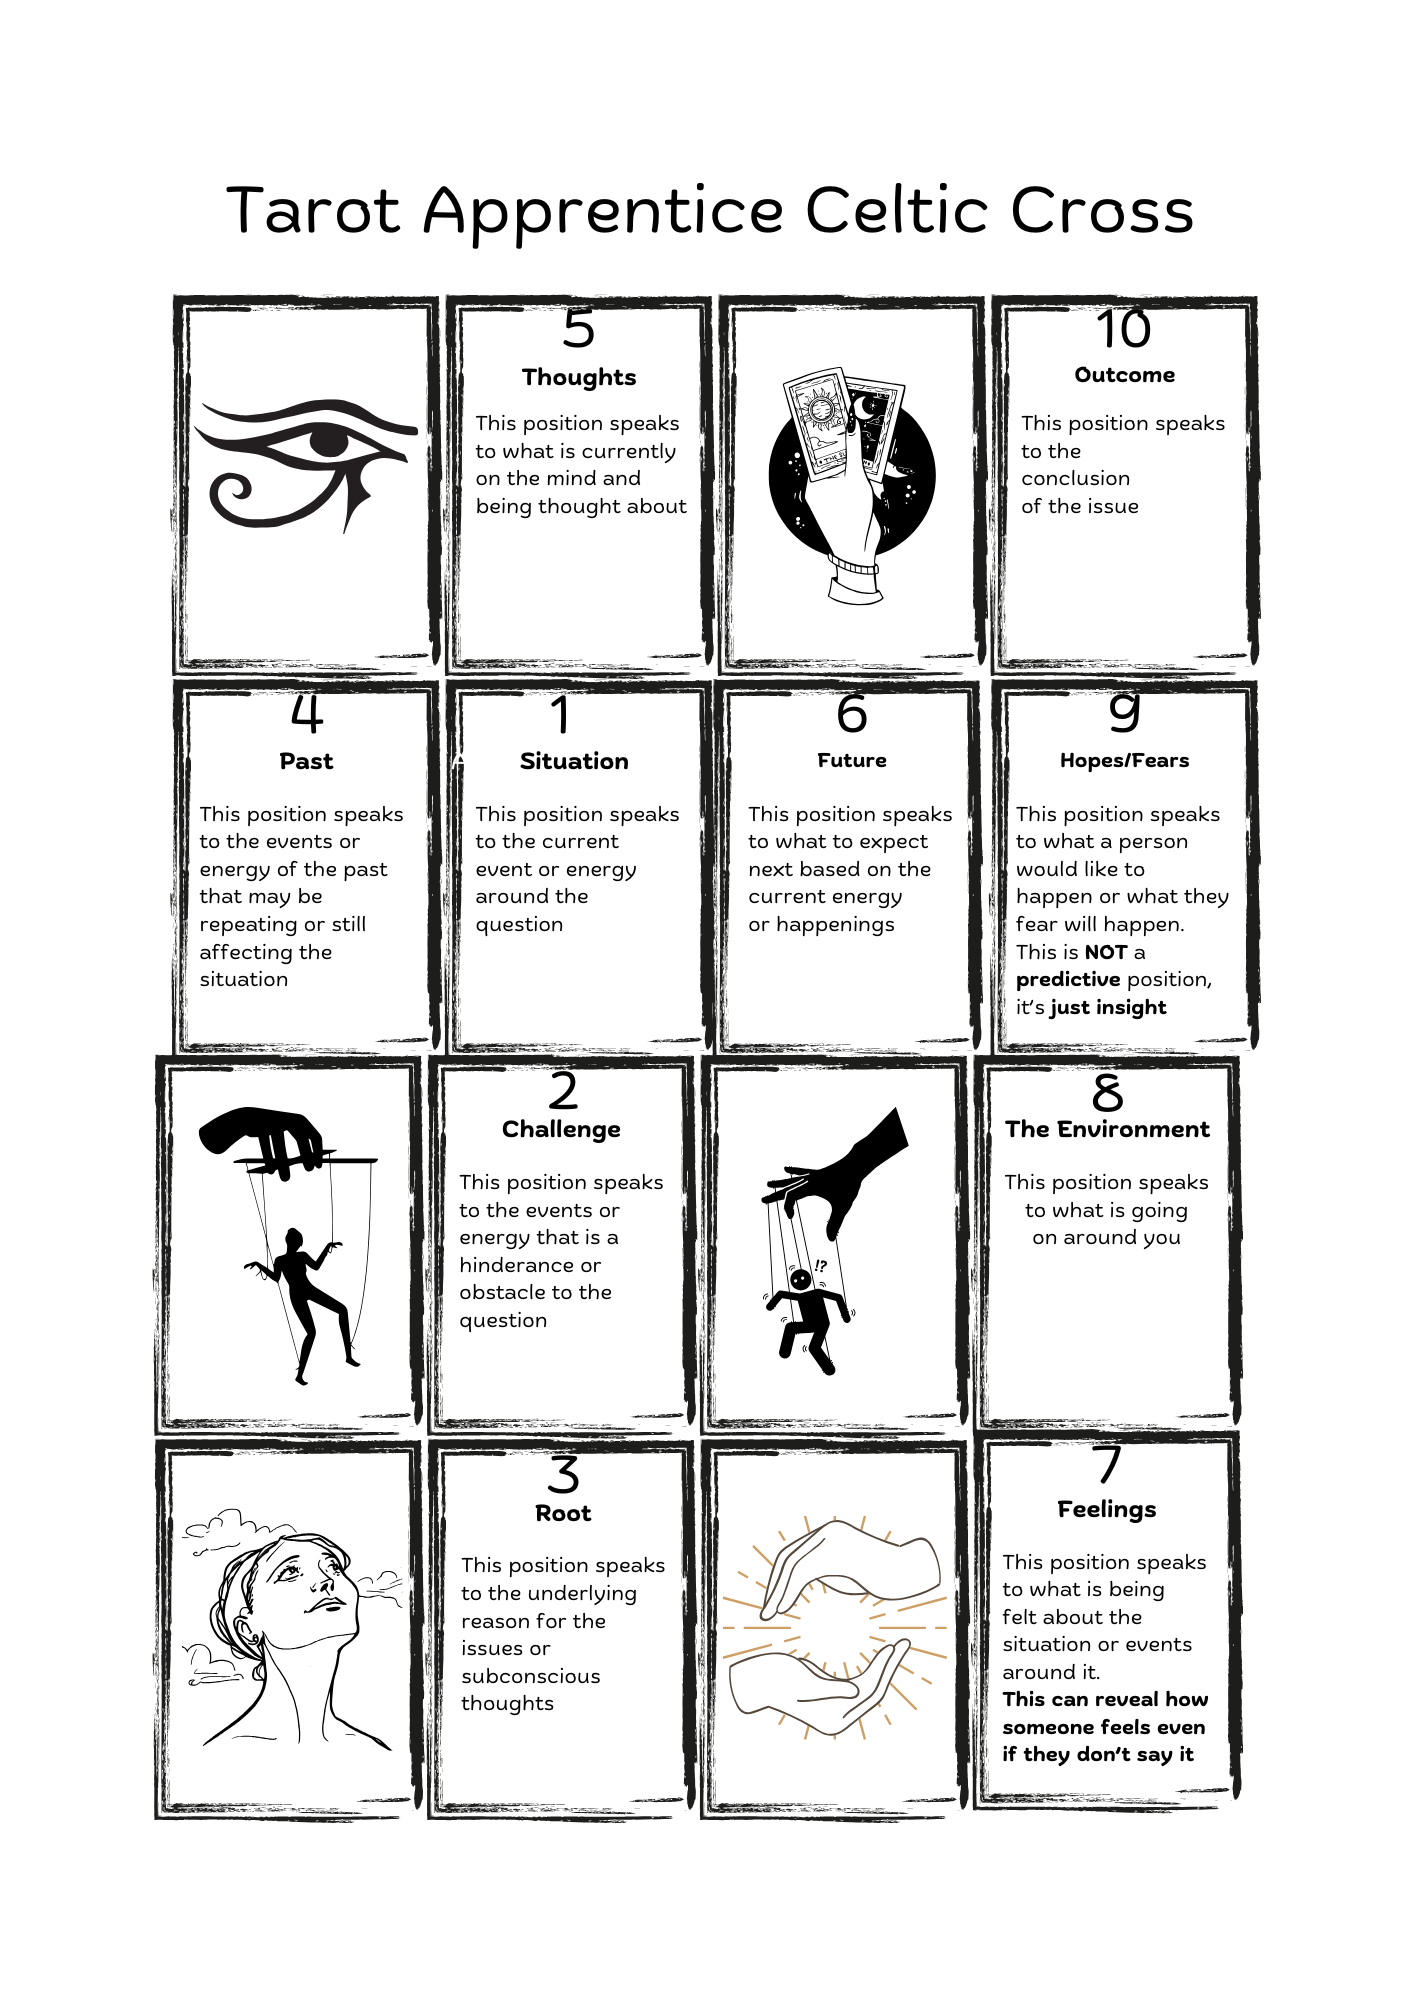 Tarot Apprentice Celtic Cross
5
Thoughts
This position speaks
to what is currently
on the mind and
being thought about
10
Outcome
This position speaks
to the
conclusion
of the issue
4
Past
This position speaks
to the events or
energy of the past
that may be
repeating or still
affecting the
situation
1
Situation
This position speaks
to the current
event or energy
around the
question
6
Future
This position speaks
to what to expect
next based on the
current energy
or happenings
9
Hopes/Fears
This position speaks
to what a person
would like to
happen or what they
fear will happen.
This is NOT a
predictive position,
it's just insight
2
Challenge
This position speaks
to the events or
energy that is a
hinderance or
obstacle to the
question
!?
8
The Environment
This position speaks
to what is going
on around you
3
Root
This position speaks
to the underlying
reason for the
issues or
subconscious
thoughts
7
Feelings
This position speaks
to what is being
felt about the
situation or events
around it.
This can reveal how
someone feels even
if they don't say it